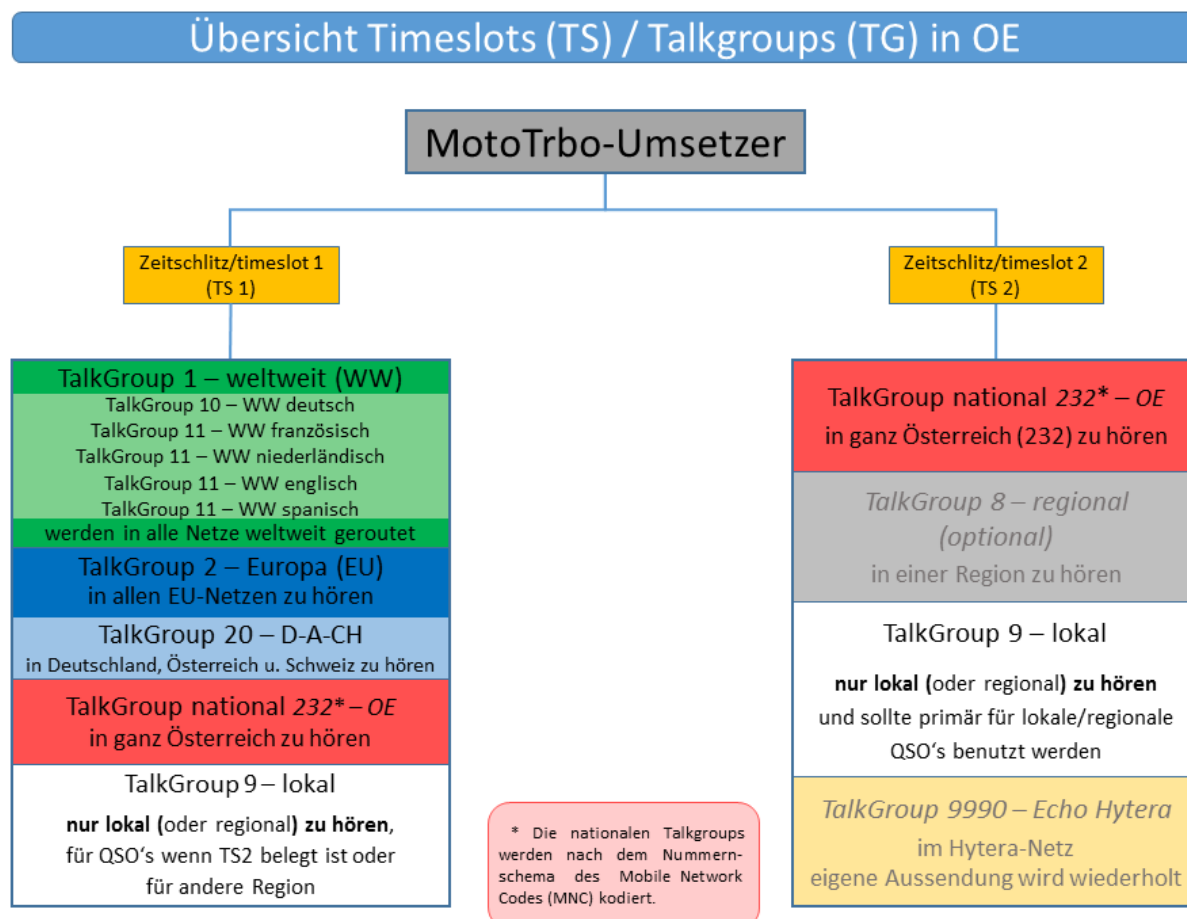 Übersicht Timeslots (TS) / Talkgroups (TG) in OE
MotoTrbo-Umsetzer
Zeitschlitz/timeslot 1
(TS 1)
Zeitschlitz/timeslot 2
(TS 2)
TalkGroup 1 – weltweit (WW)
TalkGroup 10 – WW deutsch
TalkGroup 11 – WW französisch
TalkGroup 11 – WW niederländisch
TalkGroup 11 – WW englisch
TalkGroup 11 – WW spanisch
werden in alle Netze weltweit geroutet
TalkGroup 2 – Europa (EU)
in allen EU-Netzen zu hören
TalkGroup 20 – D-A-CH
in Deutschland, Österreich u. Schweiz zu hören
TalkGroup national 232* – OE
in ganz Österreich zu hören
TalkGroup 9 – lokal
nur lokal (oder regional) zu hören,
für QSO‘s wenn TS2 belegt ist oder
für andere Region
* Die nationalen Talkgroups
werden nach dem Nummern-
schema des Mobile Network
Codes (MNC) kodiert.
TalkGroup national 232* – OE
in ganz Österreich (232) zu hören
TalkGroup 8 – regional
(optional)
in einer Region zu hören
TalkGroup 9 – lokal
nur lokal (oder regional) zu hören
und sollte primär für lokale/regionale
QSO‘s benutzt werden
TalkGroup 9990 – Echo Hytera
im Hytera-Netz
eigene Aussendung wird wiederholt